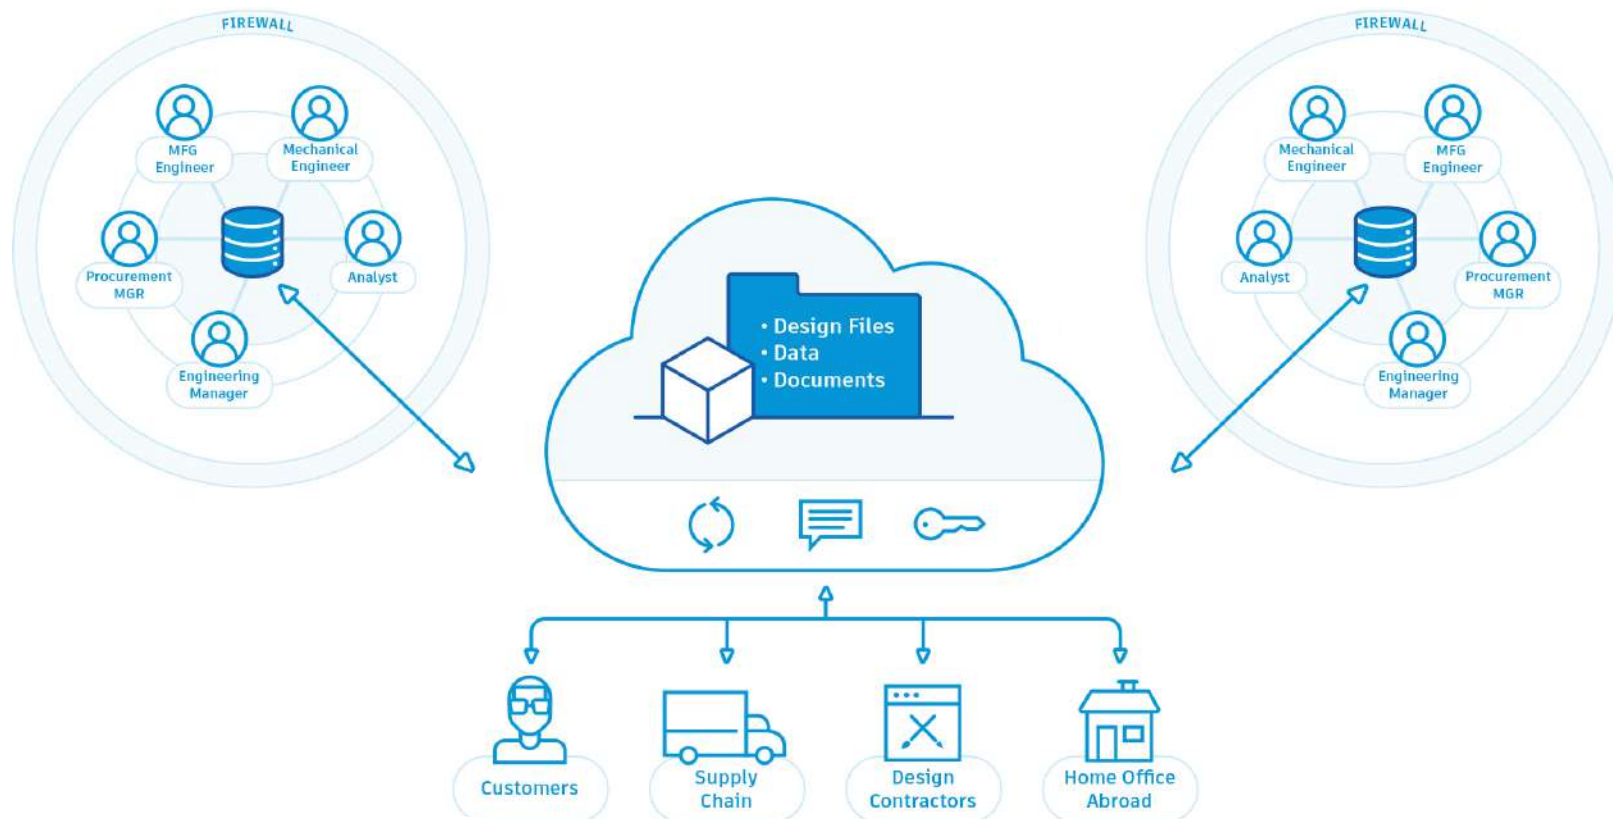 FIREWALL
MFG
Engineer
Mechanical
Engineer
Procurement
MGR
Analyst
Engineering
Manager
FIREWALL
Mechanical
Engineer
MFG
Engineer
Analyst
Procurement
MGR
Engineering
Manager
• Design Files
• Data
• Documents
Customers
Supply
Chain
Design
Contractors
Home Office
Abroad